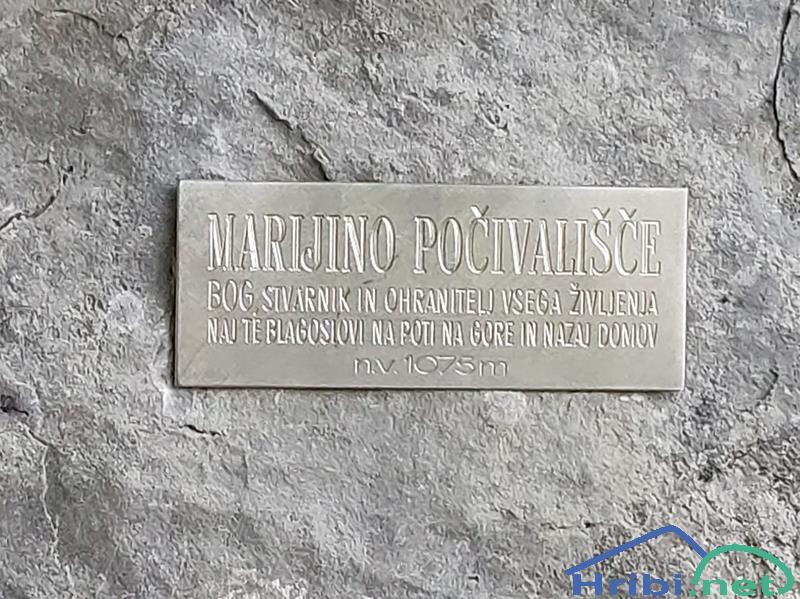 MARIJINO POČIVALIŠČE
BOG, STVARNIK IN OHRANITELJ VSEGA ŽIVLJENJA
NAJ TE BLAGOSLOVI NA POTI NA GORE IN NAZAJ DOMOV
n.v. 1075m
Hribi.net